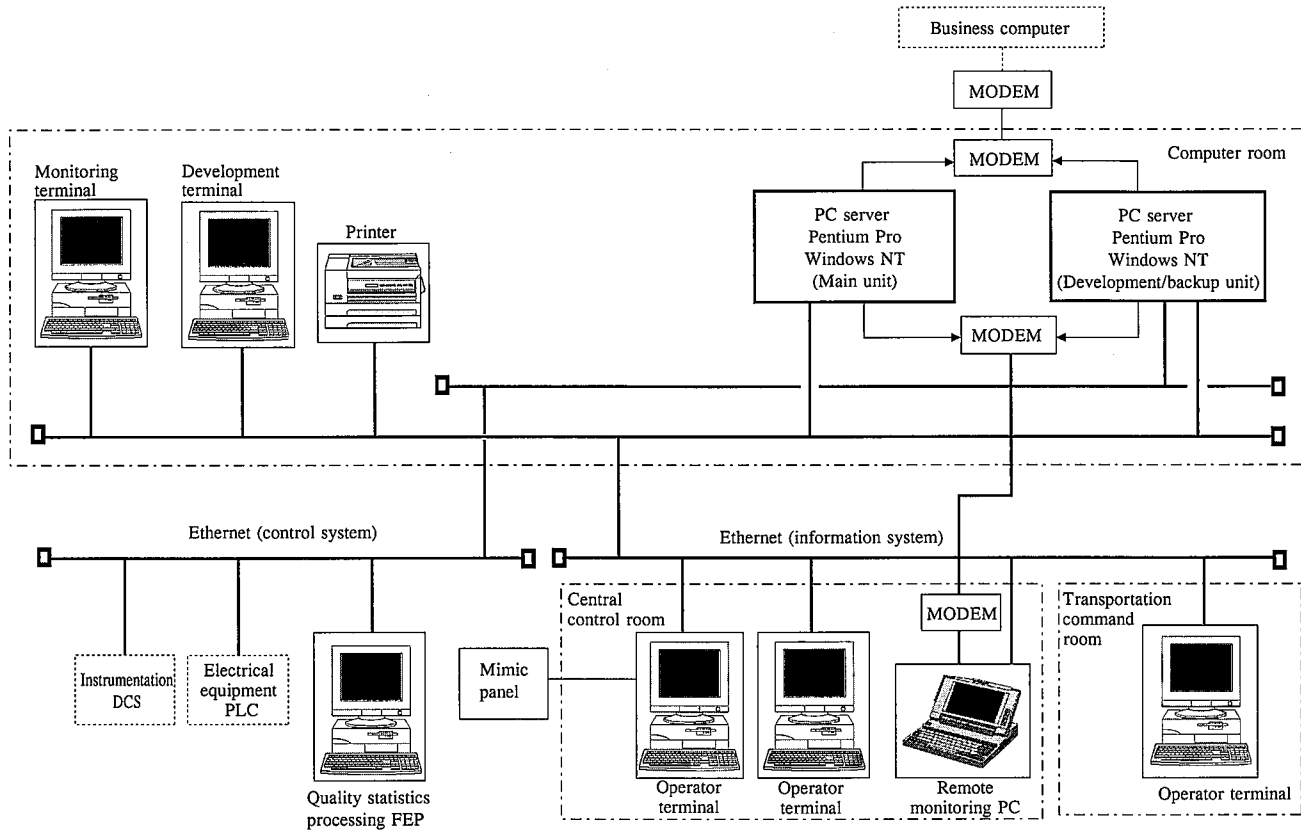 Business computer
MODEM
MODEM
Computer room
Monitoring
terminal
Development
terminal
Printer
PC server
Pentium Pro
Windows NT
(Main unit)
PC server
Pentium Pro
Windows NT
(Development/backup unit)
MODEM
Ethernet (control system)
Ethernet (information system)
Instrumentation
DCS
Electrical
equipment
PLC
Quality statistics
processing FEP
Mimic
panel
Central
control room
MODEM
Operator
terminal
Operator
terminal
Remote
monitoring PC
Transportation
command
room
Operator terminal